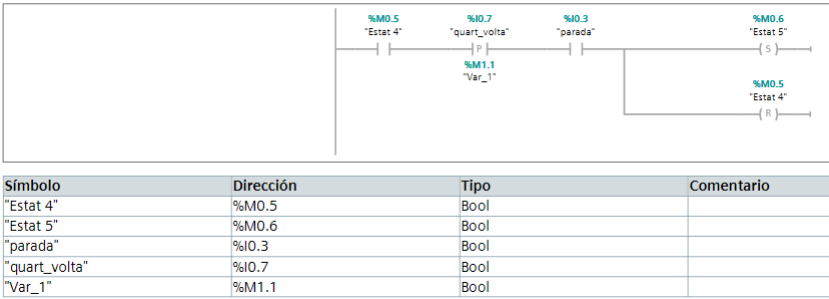 %M0.5 %I0.7 %I0.3 %M0.6
"Estat 4" "quart_volta" "parada" "Estat 5"
P S
%M1.1
"Var_1"
%M0.5
"Estat 4"
R
Símbolo Dirección Tipo Comentario
"Estat 4" %M0.5 Bool
"Estat 5" %M0.6 Bool
"parada" %I0.3 Bool
"quart_volta" %I0.7 Bool
"Var_1" %M1.1 Bool